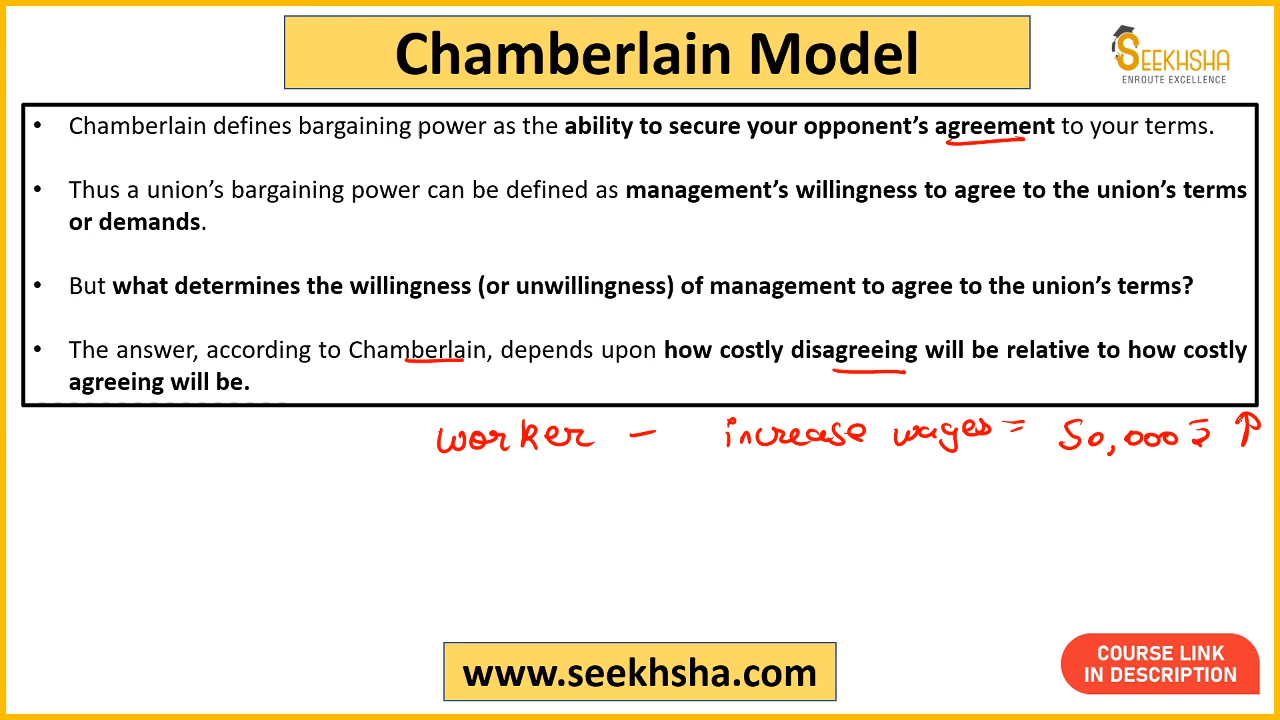 Chamberlain Model
SEEKHSHA
ENROUTE EXCELLENCE
• Chamberlain defines bargaining power as the ability to secure your opponent’s agreement to your terms.
• Thus a union’s bargaining power can be defined as management’s willingness to agree to the union’s terms
or demands.
• But what determines the willingness (or unwillingness) of management to agree to the union’s terms?
• The answer, according to Chamberlain, depends upon how costly disagreeing will be relative to how costly
agreeing will be.
worker – increase wages = 50,000 ₹ ↑
www.seekhsha.com
COURSE LINK
IN DESCRIPTION